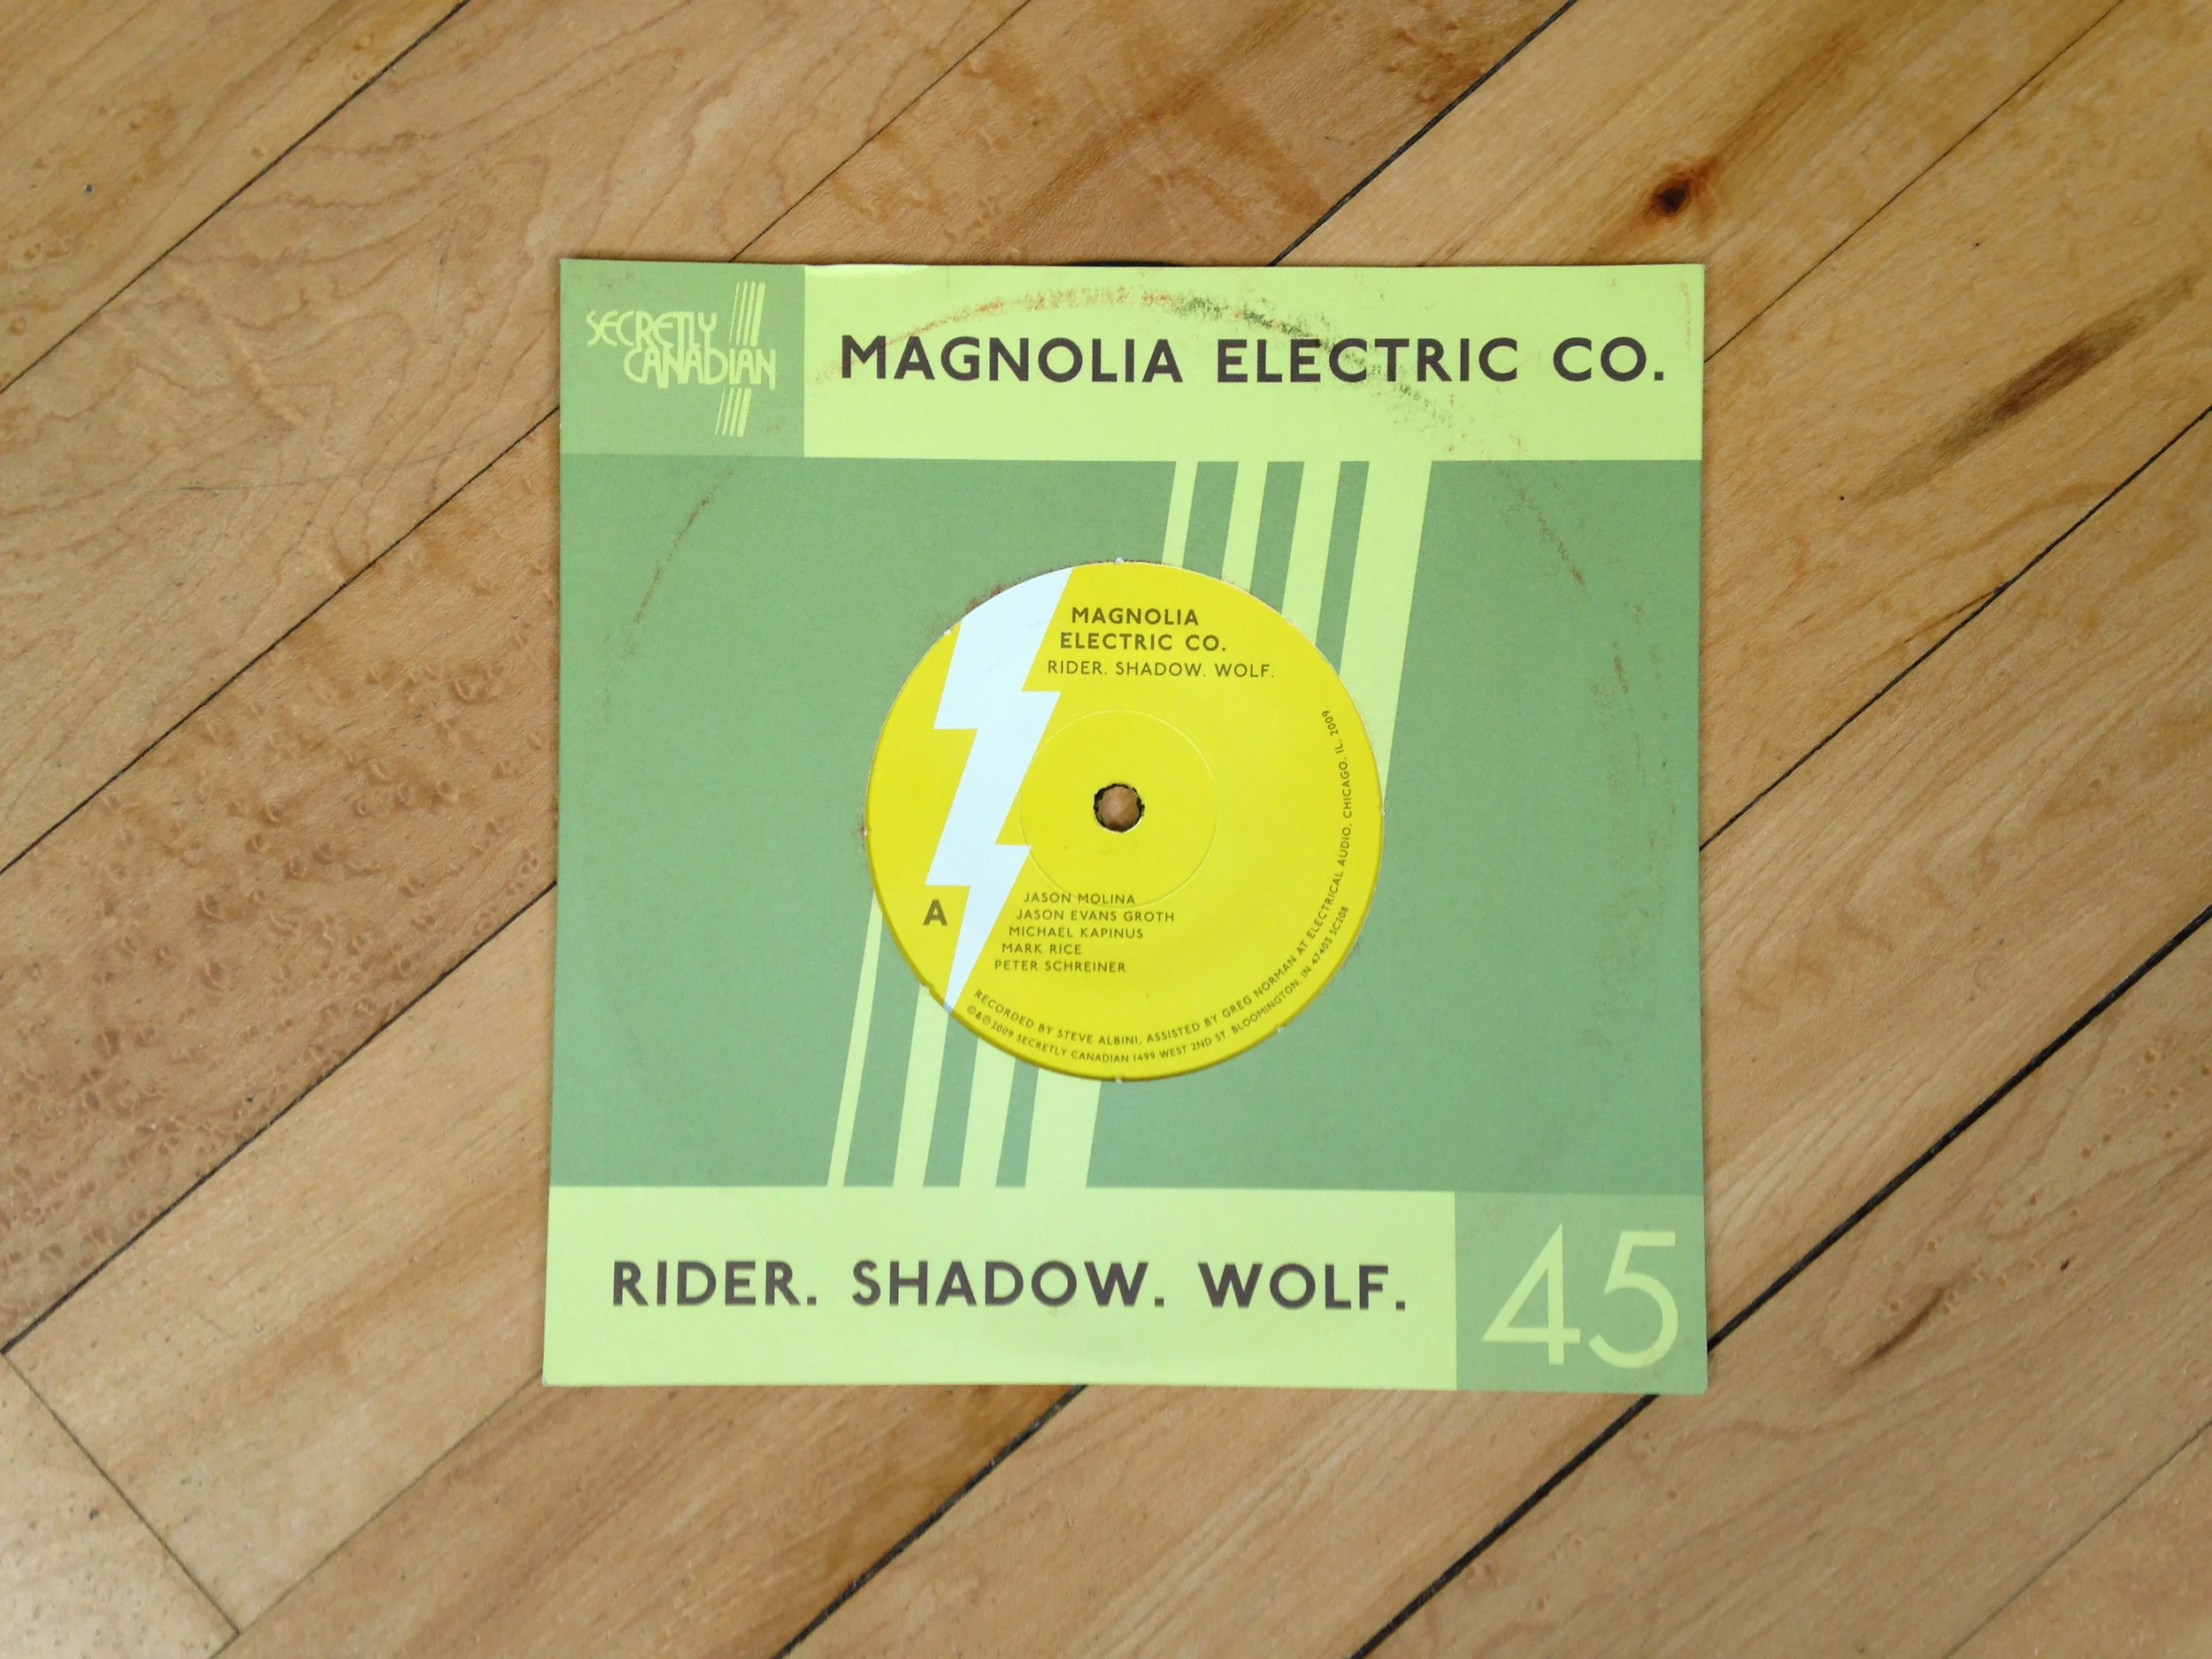 SECRETLY
CANADIAN
MAGNOLIA ELECTRIC CO.
MAGNOLIA
ELECTRIC CO.
RIDER. SHADOW. WOLF.
A
JASON MOLINA
JASON EVANS GROTH
MICHAEL KAPINUS
MARK RICE
PETER SCHREINER
RECORDED BY STEVE ALBINI, ASSISTED BY GREG NORMAN AT ELECTRICAL AUDIO, CHICAGO, IL. 2009.
©&℗ 2009 SECRETLY CANADIAN 1499 WEST 2ND ST. BLOOMINGTON, IN 47403 SC208
RIDER. SHADOW. WOLF.
45